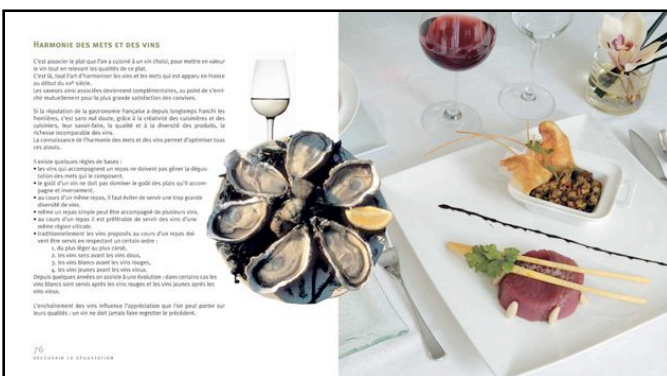 HARMONIE DES METS ET DES VINS
C'est associer le plat que l'on a cuisiné à un vin choisi, pour mettre en valeur
le vin tout en relevant les qualités de ce plat.
C'est là, tout l'art d'harmoniser les vins et les mets qui est apparu en France
au début du siècle.
Les saveurs ainsi associées deviennent complémentaires, au point de s'enri-
chir mutuellement pour la plus grande satisfaction des convives.
Si la réputation de la gastronomie française a depuis longtemps franchi les
frontières, c'est sans nul doute, grâce à la créativité des cuisinières et des
cuisiniers, leur savoir-faire, la qualité et à la diversité des produits, la
richesse incomparable des vins.
La connaissance de l'harmonie des mets et des vins permet d'optimiser tous
ces atouts.
Il existe quelques règles de bases :
• les vins qui accompagnent un repas ne doivent pas gêner la dégus-
tation des mets qui le composent.
• le goût d'un vin ne doit pas dominer le goût des plats qu'il accom-
pagne et inversement.
• au cours d'un même repas, il faut éviter de servir une trop grande
diversité de vins.
• même un repas simple peut être accompagné de plusieurs vins.
• au cours d'un repas il est préférable de servir des vins d'une
même région viticole.
• traditionnellement les vins proposés au cours d'un repas doi-
vent être servis en respectant un certain ordre :
1. du plus léger au plus corsé,
2. les vins secs avant les vins doux,
3. les vins blancs avant les vins rouges,
4. les vins jeunes avant les vins vieux.
Depuis quelques années on assiste à une évolution : dans certains cas les
vins blancs sont servis après les vins rouges et les vins jeunes après les
vins vieux.
L'enchaînement des vins influence l'appréciation que l'on peut porter sur
leurs qualités : un vin ne doit jamais faire regretter le précédent.
76
DÉCOUVRIR LA DÉGUSTATION